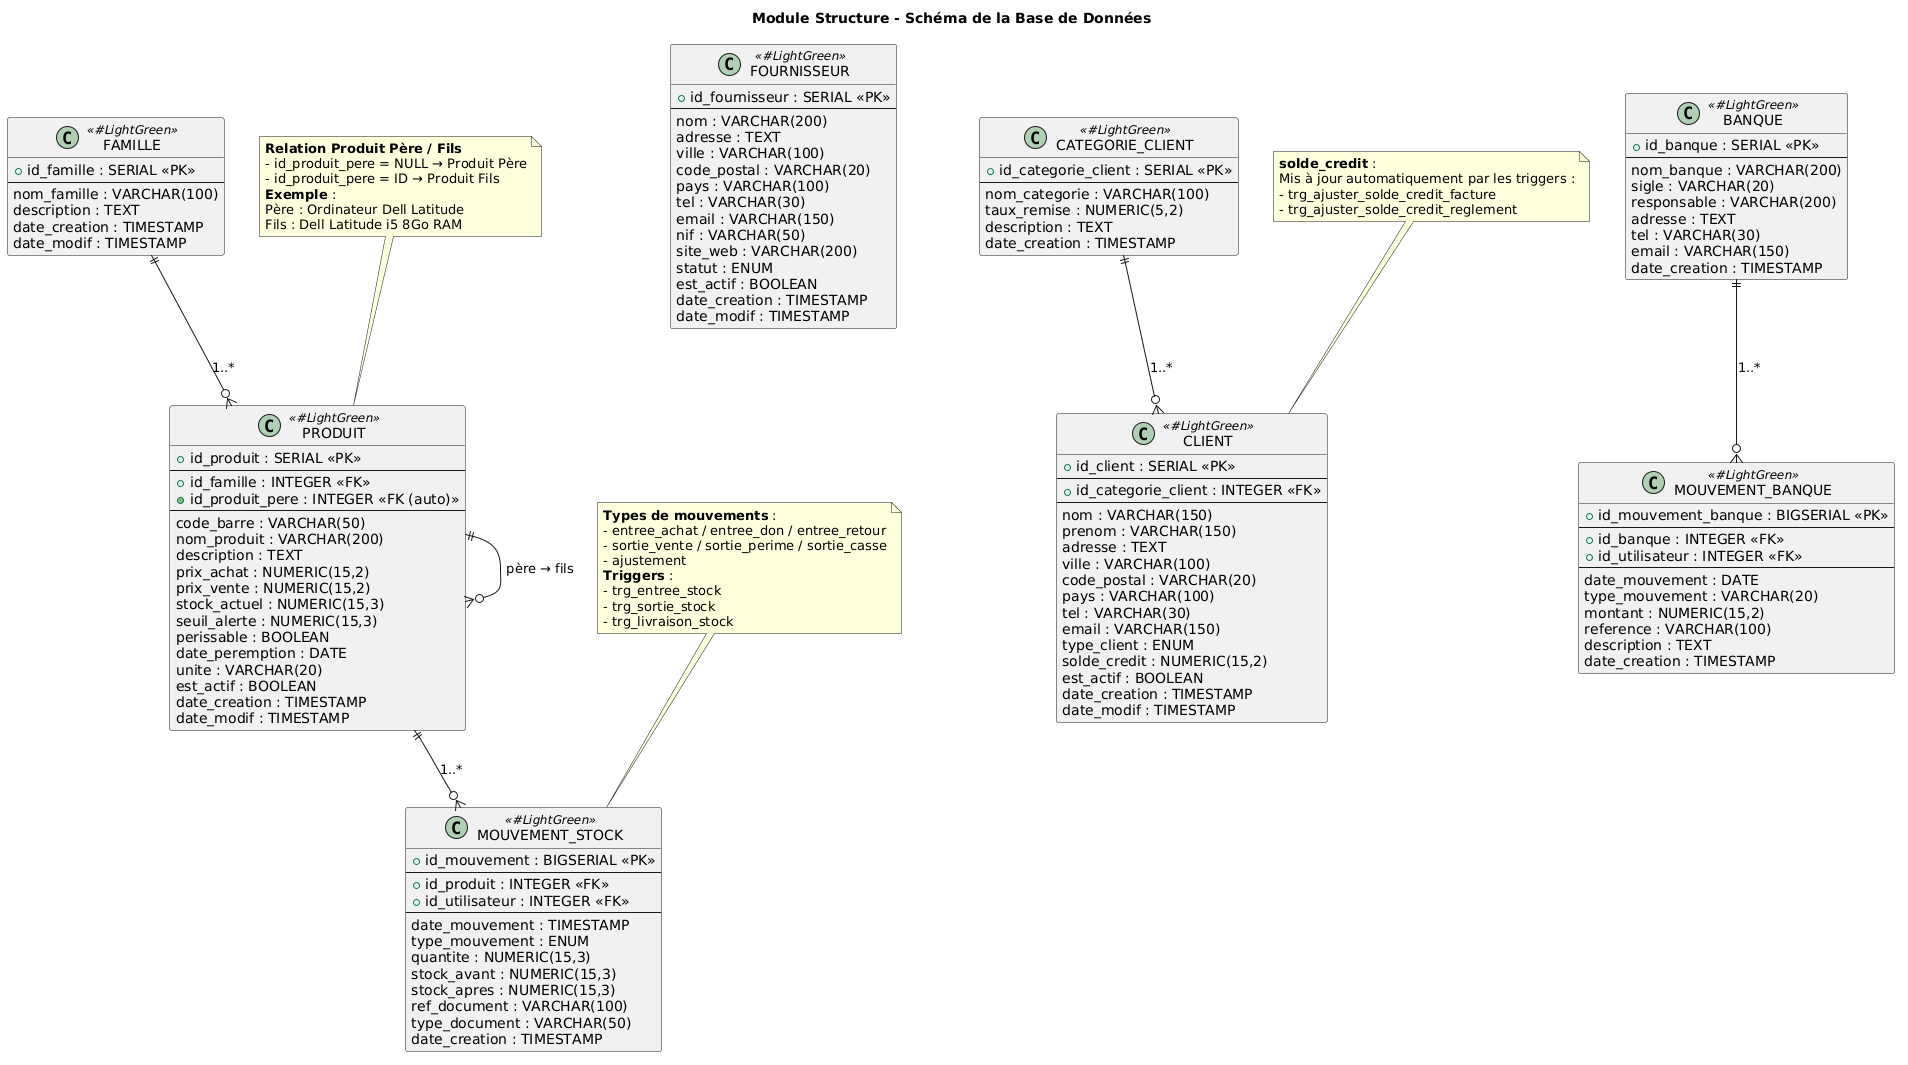 Module Structure - Schéma de la Base de Données
«#LightGreen»
FAMILLE
id_famille : SERIAL «PK»
nom_famille : VARCHAR(100)
description : TEXT
date_creation : TIMESTAMP
date_modif : TIMESTAMP
Relation Produit Père / Fils
- id_produit_pere = NULL → Produit Père
- id_produit_pere = ID → Produit Fils
Exemple :
Père : Ordinateur Dell Latitude
Fils : Dell Latitude i5 8Go RAM
«#LightGreen»
FOURNISSEUR
id_fournisseur : SERIAL «PK»
nom : VARCHAR(200)
adresse : TEXT
ville : VARCHAR(100)
code_postal : VARCHAR(20)
pays : VARCHAR(100)
tel : VARCHAR(30)
email : VARCHAR(150)
nif : VARCHAR(50)
site_web : VARCHAR(200)
statut : ENUM
est_actif : BOOLEAN
date_creation : TIMESTAMP
date_modif : TIMESTAMP
«#LightGreen»
CATEGORIE_CLIENT
id_categorie_client : SERIAL «PK»
nom_categorie : VARCHAR(100)
taux_remise : NUMERIC(5,2)
description : TEXT
date_creation : TIMESTAMP
solde_credit :
Mis à jour automatiquement par les triggers :
- trg_ajuster_solde_credit_facture
- trg_ajuster_solde_credit_reglement
«#LightGreen»
BANQUE
id_banque : SERIAL «PK»
nom_banque : VARCHAR(200)
sigle : VARCHAR(20)
responsable : VARCHAR(200)
adresse : TEXT
tel : VARCHAR(30)
email : VARCHAR(150)
date_creation : TIMESTAMP
1..*
1..*
1..*
«#LightGreen»
PRODUIT
id_produit : SERIAL «PK»
id_famille : INTEGER «FK»
id_produit_pere : INTEGER «FK (auto)»
code_barre : VARCHAR(50)
nom_produit : VARCHAR(200)
description : TEXT
prix_achat : NUMERIC(15,2)
prix_vente : NUMERIC(15,2)
stock_actuel : NUMERIC(15,3)
seuil_alerte : NUMERIC(15,3)
perissable : BOOLEAN
date_peremption : DATE
unite : VARCHAR(20)
est_actif : BOOLEAN
date_creation : TIMESTAMP
date_modif : TIMESTAMP
père → fils
Types de mouvements :
- entree_achat / entree_don / entree_retour
- sortie_vente / sortie_perime / sortie_casse
- ajustement
Triggers :
- trg_entree_stock
- trg_sortie_stock
- trg_livraison_stock
«#LightGreen»
CLIENT
id_client : SERIAL «PK»
id_categorie_client : INTEGER «FK»
nom : VARCHAR(150)
prenom : VARCHAR(150)
adresse : TEXT
ville : VARCHAR(100)
code_postal : VARCHAR(20)
pays : VARCHAR(100)
tel : VARCHAR(30)
email : VARCHAR(150)
type_client : ENUM
solde_credit : NUMERIC(15,2)
est_actif : BOOLEAN
date_creation : TIMESTAMP
date_modif : TIMESTAMP
«#LightGreen»
MOUVEMENT_BANQUE
id_mouvement_banque : BIGSERIAL «PK»
id_banque : INTEGER «FK»
id_utilisateur : INTEGER «FK»
date_mouvement : DATE
type_mouvement : VARCHAR(20)
montant : NUMERIC(15,2)
reference : VARCHAR(100)
description : TEXT
date_creation : TIMESTAMP
1..*
«#LightGreen»
MOUVEMENT_STOCK
id_mouvement : BIGSERIAL «PK»
id_produit : INTEGER «FK»
id_utilisateur : INTEGER «FK»
date_mouvement : TIMESTAMP
type_mouvement : ENUM
quantite : NUMERIC(15,3)
stock_avant : NUMERIC(15,3)
stock_apres : NUMERIC(15,3)
ref_document : VARCHAR(100)
type_document : VARCHAR(50)
date_creation : TIMESTAMP